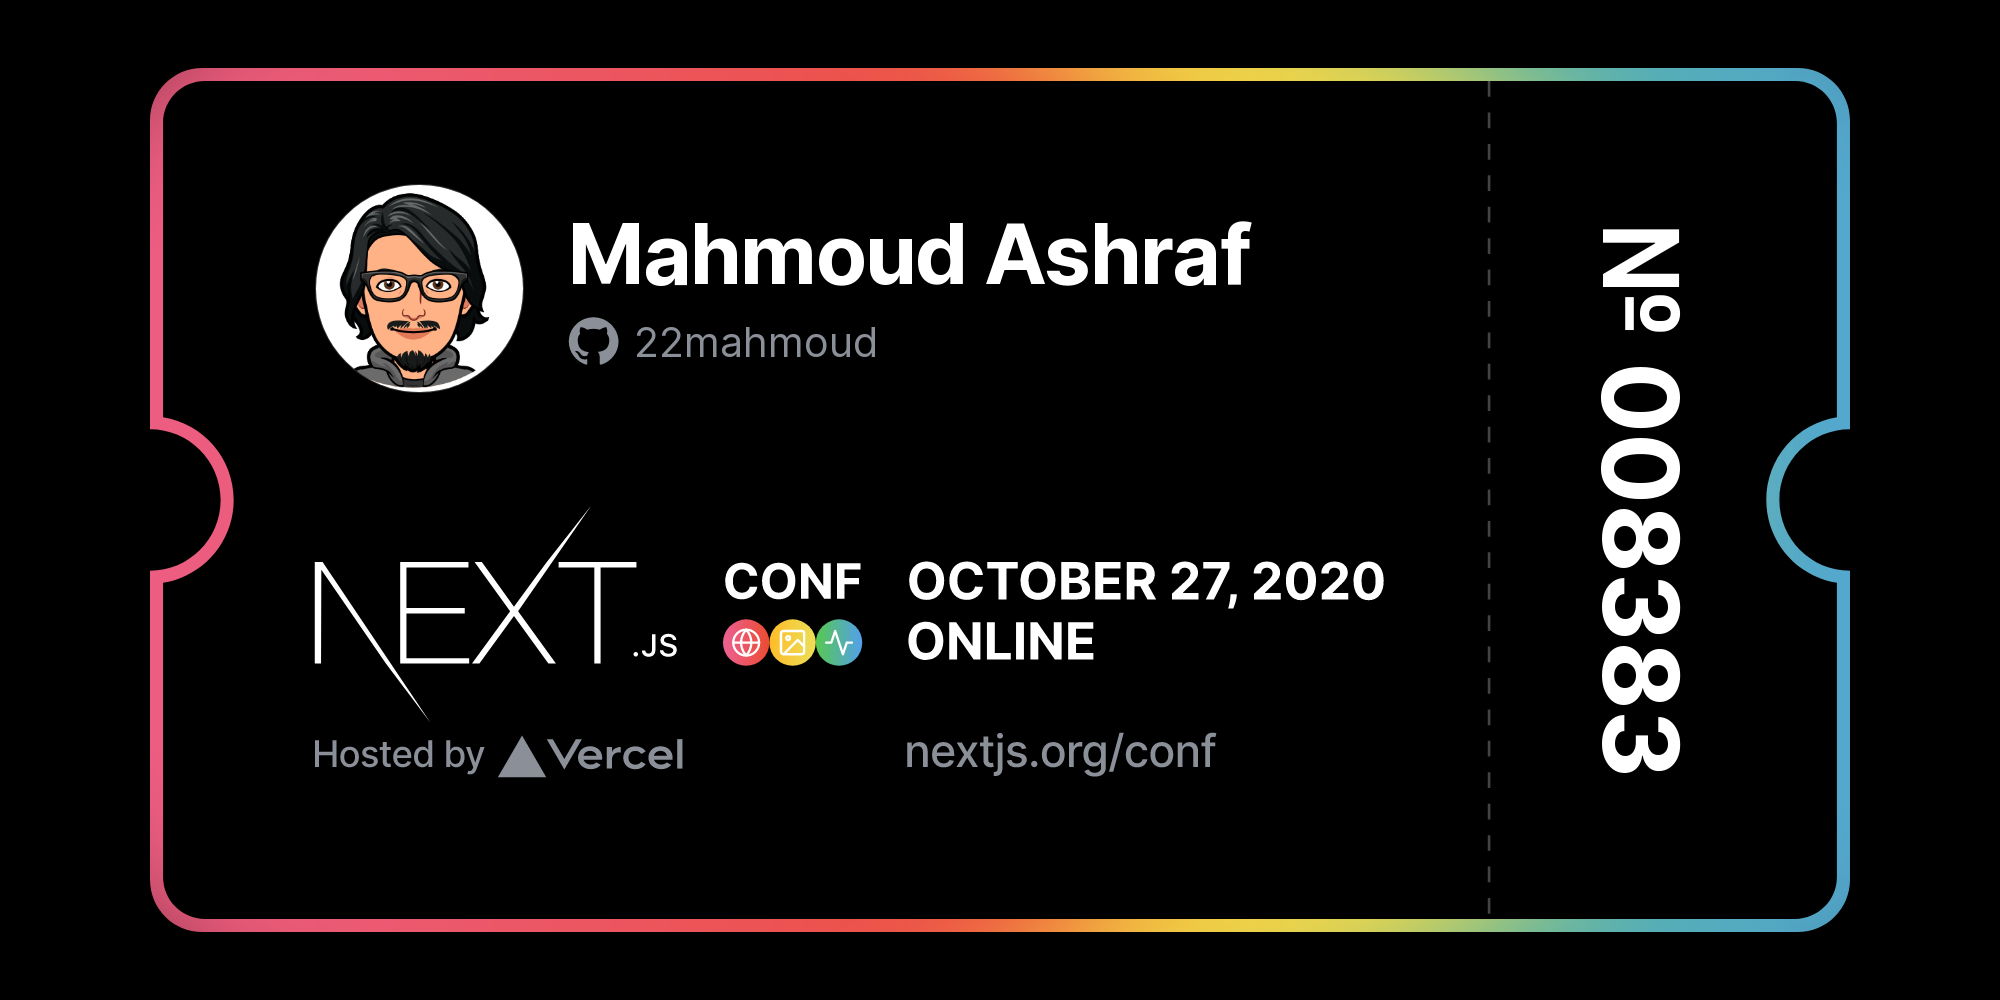 Mahmoud Ashraf
22mahmoud
NEXT.JS
CONF
OCTOBER 27, 2020
ONLINE
Hosted by Vercel
nextjs.org/conf
Nº 008383